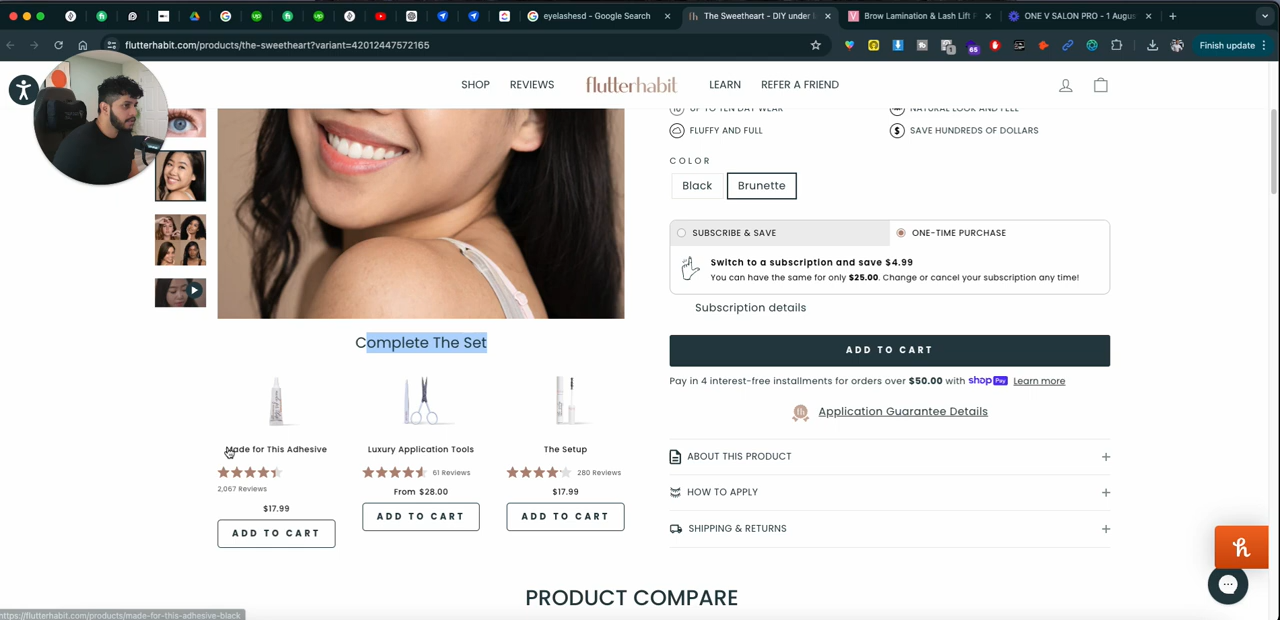 eyelashesd - Google Search
The Sweetheart - DIY under l
Brow Lamination & Lash Lift F
ONE V SALON PRO - 1 Augus
flutterhabit.com/products/the-sweetheart?variant=42012447572165
65
1
Finish update
SHOP
REVIEWS
flutterhabit
LEARN
REFER A FRIEND
UP TO TEN DAY WEAR
NATURAL LOOK AND FEEL
FLUFFY AND FULL
$ SAVE HUNDREDS OF DOLLARS
COLOR
Black
Brunette
SUBSCRIBE & SAVE
ONE-TIME PURCHASE
Switch to a subscription and save $4.99
You can have the same for only $25.00. Change or cancel your subscription any time!
Subscription details
ADD TO CART
Pay in 4 interest-free installments for orders over $50.00 with shop Pay Learn more
Application Guarantee Details
ABOUT THIS PRODUCT
HOW TO APPLY
SHIPPING & RETURNS
Complete The Set
Made for This Adhesive
2,067 Reviews
$17.99
ADD TO CART
Luxury Application Tools
61 Reviews
From $28.00
ADD TO CART
The Setup
280 Reviews
$17.99
ADD TO CART
PRODUCT COMPARE
https://flutterhabit.com/products/made-for-this-adhesive-black